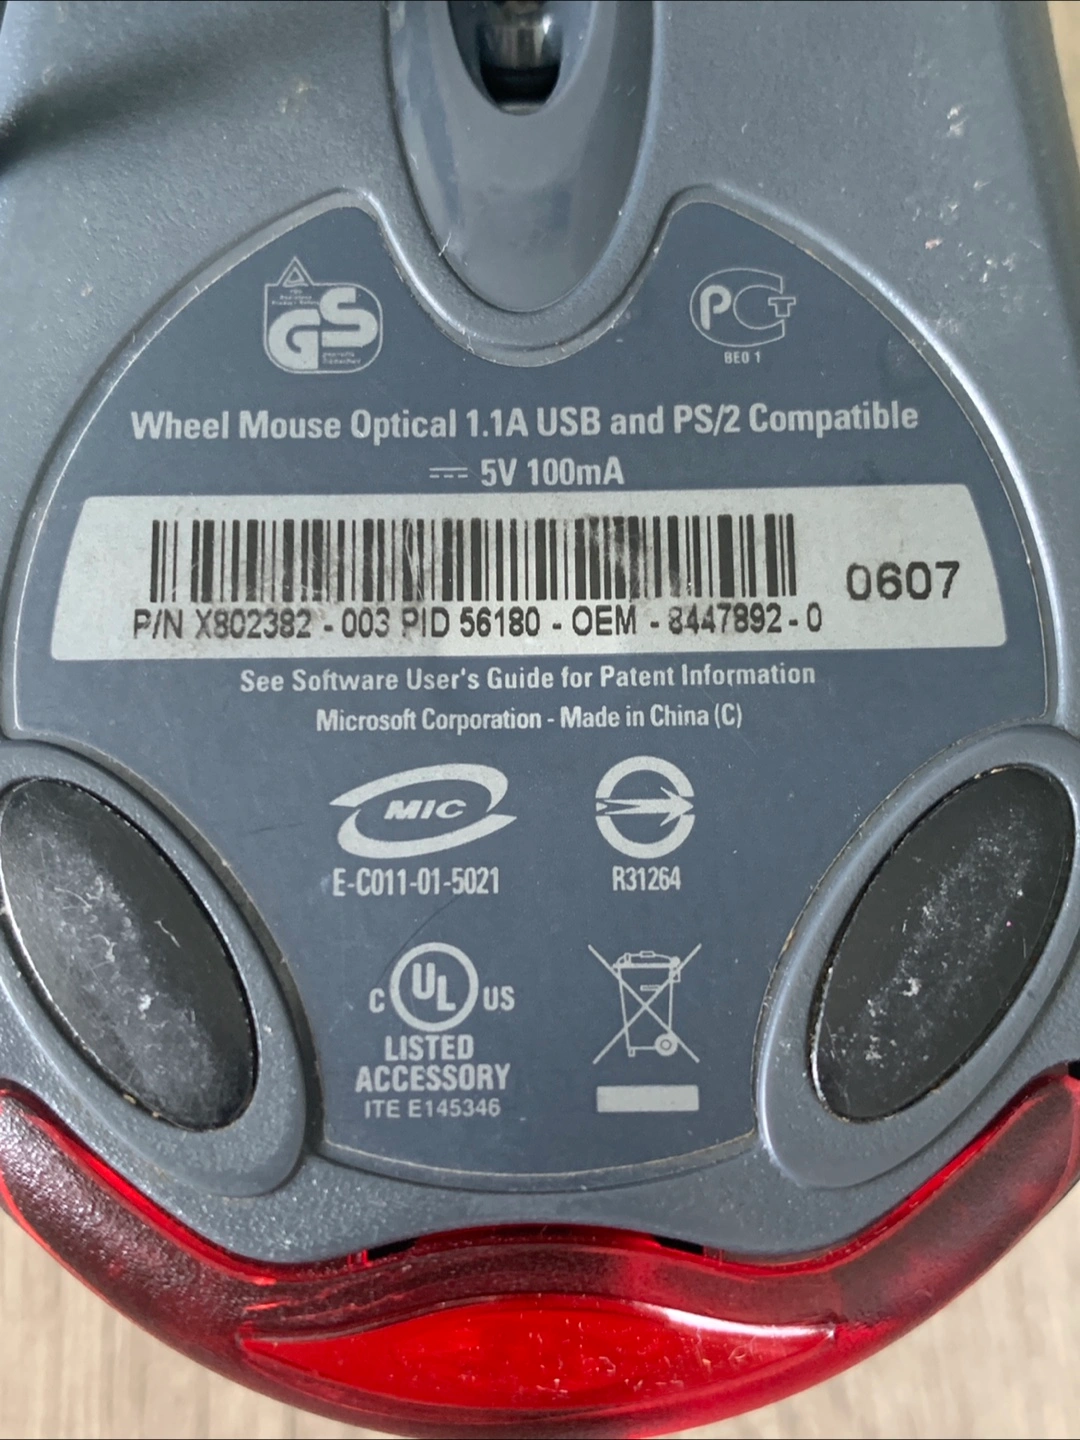 GS
PCT
BE01
Wheel Mouse Optical 1.1A USB and PS/2 Compatible
5V 100mA
0607
P/N X802382 - 003 PID 56180 - OEM - 8447892 - 0
See Software User's Guide for Patent Information
Microsoft Corporation - Made in China (C)
MIC
E-C011-01-5021
R31264
C UL US
LISTED
ACCESSORY
ITE E145346